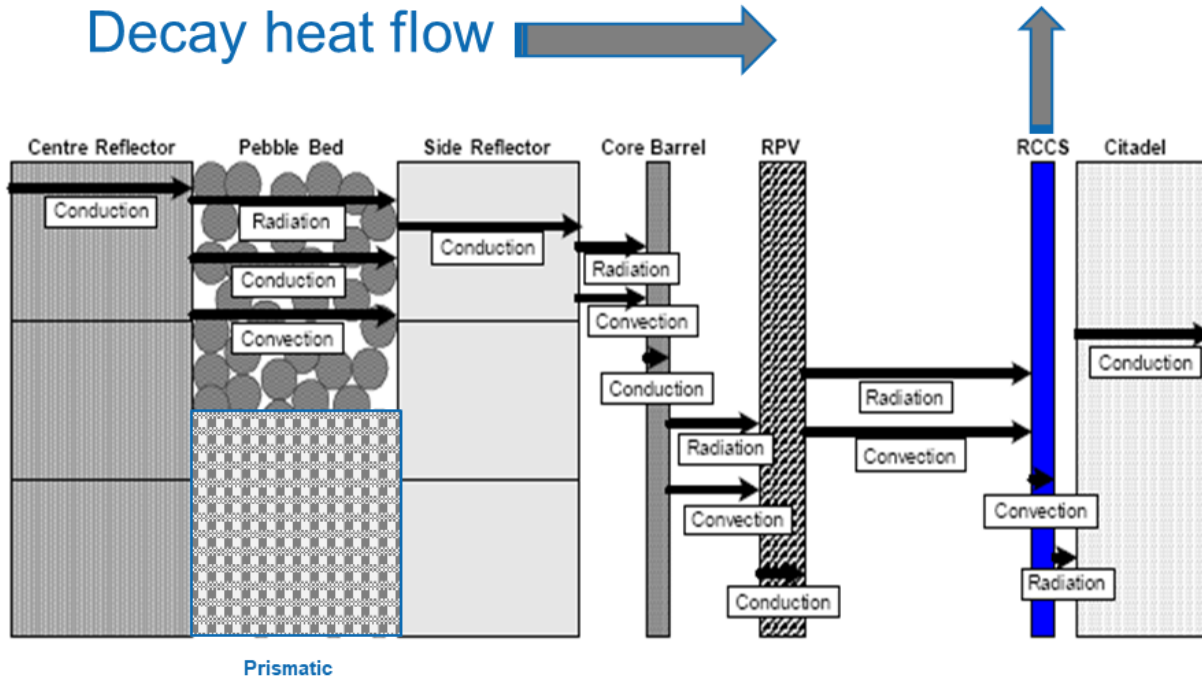 Decay heat flow
Centre Reflector
Pebble Bed
Side Reflector
Core Barrel
RPV
RCCS
Citadel
Conduction
Radiation
Conduction
Convection
Conduction
Radiation
Convection
Conduction
Radiation
Convection
Conduction
Radiation
Convection
Convection
Radiation
Conduction
Prismatic